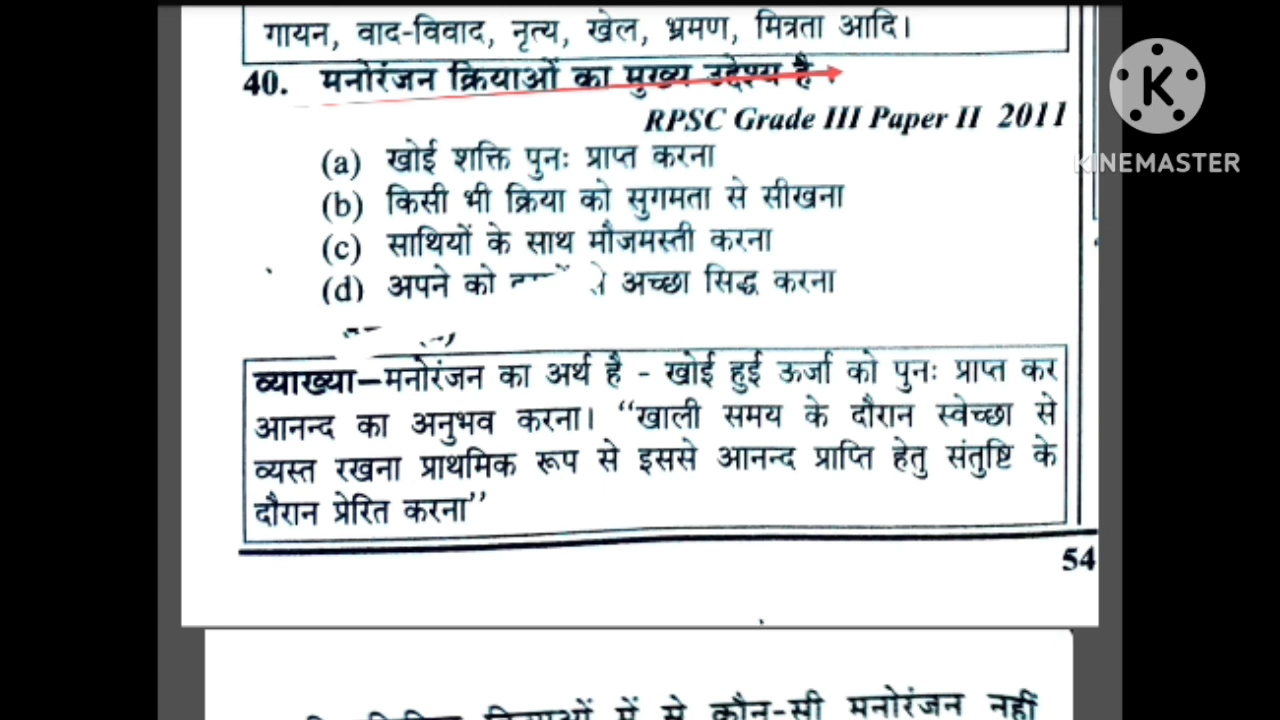 गायन, वाद-विवाद, नृत्य, खेल, भ्रमण, मित्रता आदि।
40. मनोरंजन क्रियाओं का मुख्य उद्देश्य है
RPSC Grade III Paper II 2011
(a) खोई शक्ति पुनः प्राप्त करना
(b) किसी भी क्रिया को सुगमता से सीखना
(c) साथियों के साथ मौजमस्ती करना
(d) अपने को अच्छा सिद्ध करना
व्याख्या–मनोरंजन का अर्थ है - खोई हुई ऊर्जा को पुनः प्राप्त कर
आनन्द का अनुभव करना। “खाली समय के दौरान स्वेच्छा से
व्यस्त रखना प्राथमिक रूप से इससे आनन्द प्राप्ति हेतु संतुष्टि के
दौरान प्रेरित करना”
54
क्रियाओं में से कौन-सी मनोरंजन नहीं
K
KINEMASTER